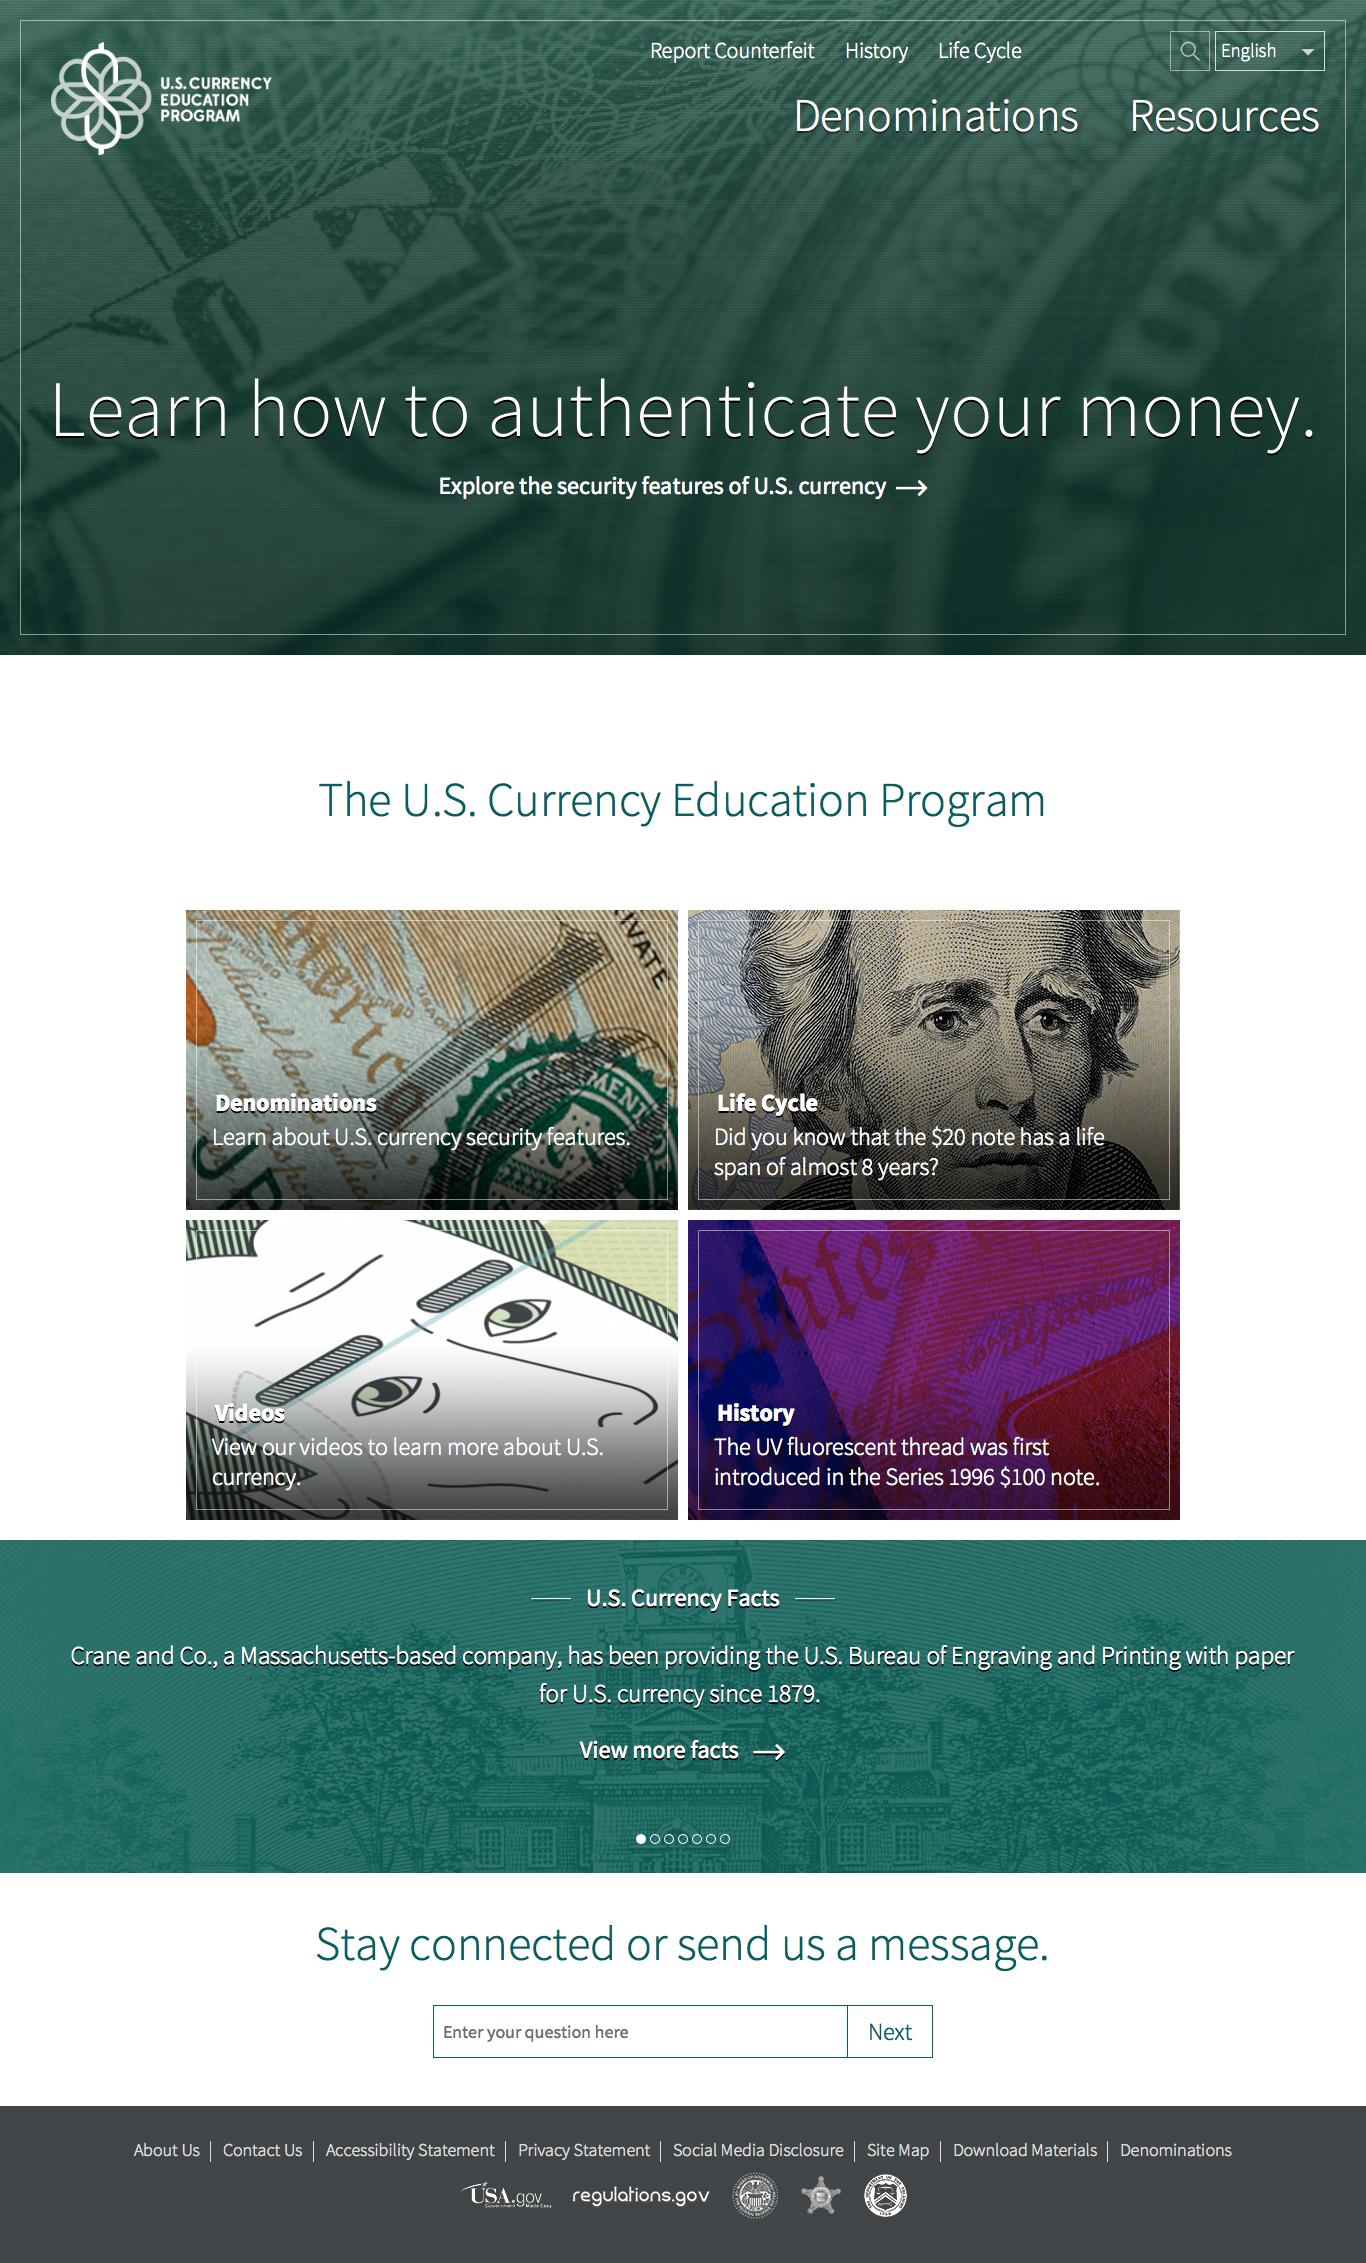 Report Counterfeit History Life Cycle
English
U.S. CURRENCY
EDUCATION
PROGRAM
Denominations Resources
Learn how to authenticate your money.
Explore the security features of U.S. currency
The U.S. Currency Education Program
VATE
MENT
Denominations
Learn about U.S. currency security features.
Life Cycle
Did you know that the $20 note has a life
span of almost 8 years?
Videos
View our videos to learn more about U.S.
currency.
State
History
The UV fluorescent thread was first
introduced in the Series 1996 $100 note.
U.S. Currency Facts
Crane and Co., a Massachusetts-based company, has been providing the U.S. Bureau of Engraving and Printing with paper
for U.S. currency since 1879.
View more facts
Stay connected or send us a message.
Enter your question here Next
About Us Contact Us Accessibility Statement Privacy Statement Social Media Disclosure Site Map Download Materials Denominations
USA.gov regulations.gov
Government Made Easy